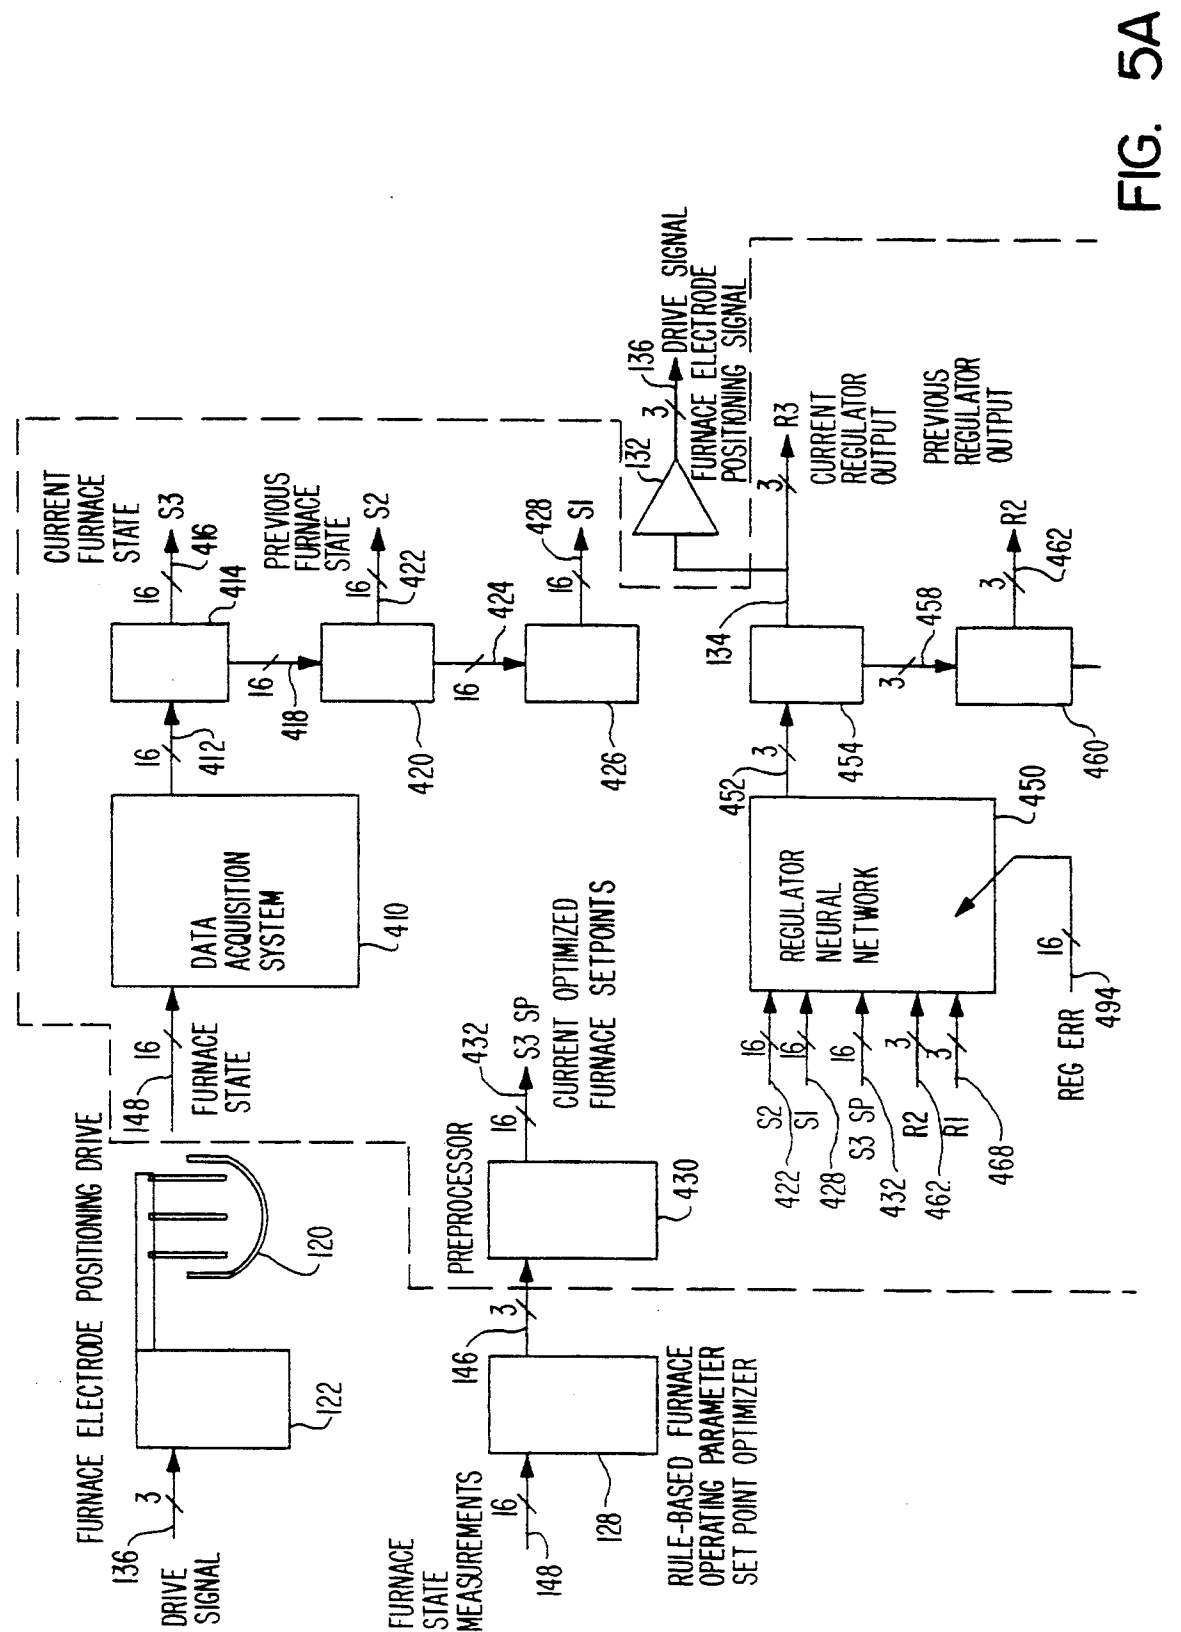 FURNACE ELECTRODE POSITIONING DRIVE
136
3
DRIVE
SIGNAL
122
120
148
16
FURNACE
STATE
DATA
ACQUISITION
SYSTEM
410
16
412
CURRENT
FURNACE
STATE
16
S3
416
414
16
418
PREVIOUS
FURNACE
STATE
16
S2
422
420
16
424
428
16
S1
426
FURNACE
STATE
MEASUREMENTS
16
148
128
RULE-BASED FURNACE
OPERATING PARAMETER
SET POINT OPTIMIZER
146
3
PREPROCESSOR
430
432
16
S3 SP
CURRENT OPTIMIZED
FURNACE SETPOINTS
132
136
3
DRIVE SIGNAL
FURNACE ELECTRODE
POSITIONING SIGNAL
134
3
R3
CURRENT
REGULATOR
OUTPUT
PREVIOUS
REGULATOR
OUTPUT
S2
16
422
S1
16
428
S3 SP
16
432
R2
3
462
R1
3
468
REGULATOR
NEURAL
NETWORK
450
452
3
454
3
458
3
R2
462
460
16
REG ERR
494
FIG. 5A